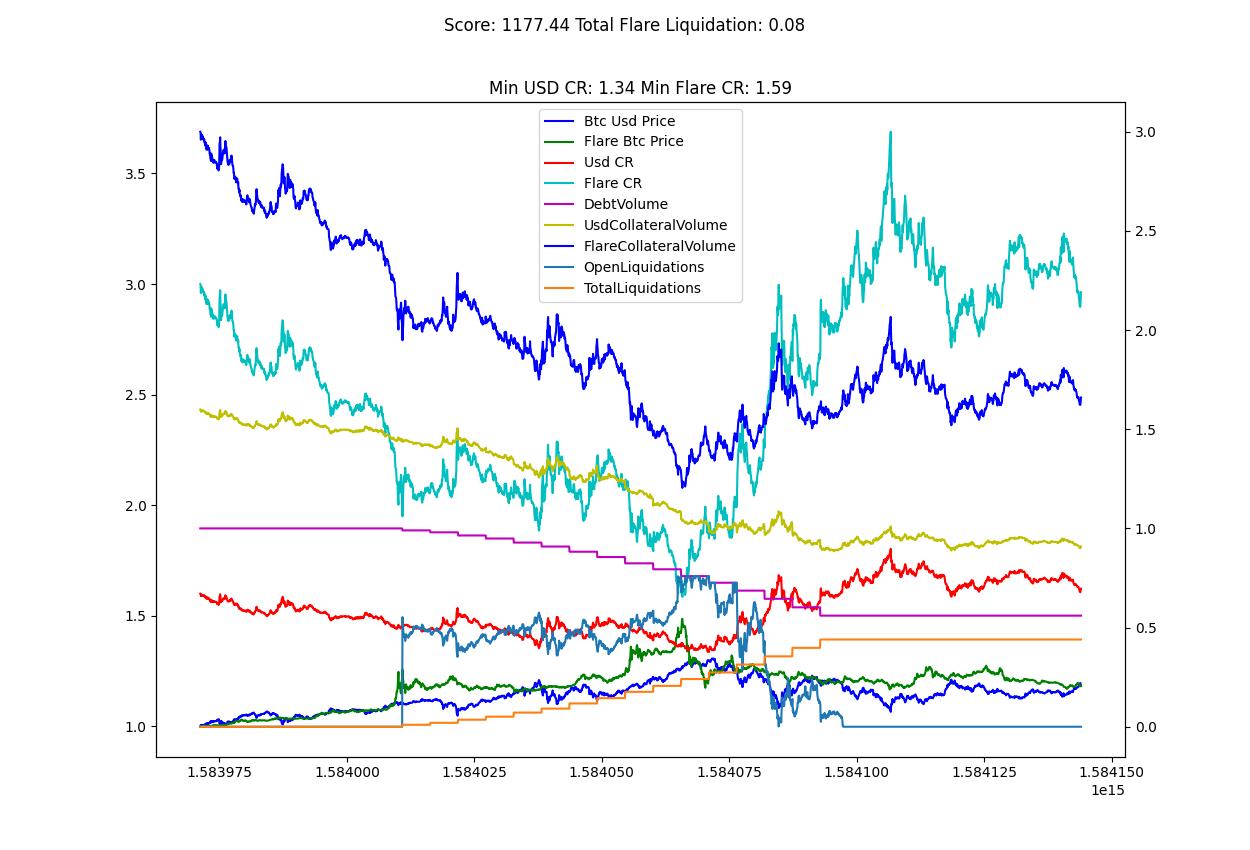 Score: 1177.44 Total Flare Liquidation: 0.08
Min USD CR: 1.34 Min Flare CR: 1.59
Btc Usd Price
Flare Btc Price
Usd CR
Flare CR
DebtVolume
UsdCollateralVolume
FlareCollateralVolume
OpenLiquidations
TotalLiquidations
3.5
3.0
2.5
2.0
1.5
1.0
3.0
2.5
2.0
1.5
1.0
0.5
0.0
1.583975 1.584000 1.584025 1.584050 1.584075 1.584100 1.584125 1.584150
1e15